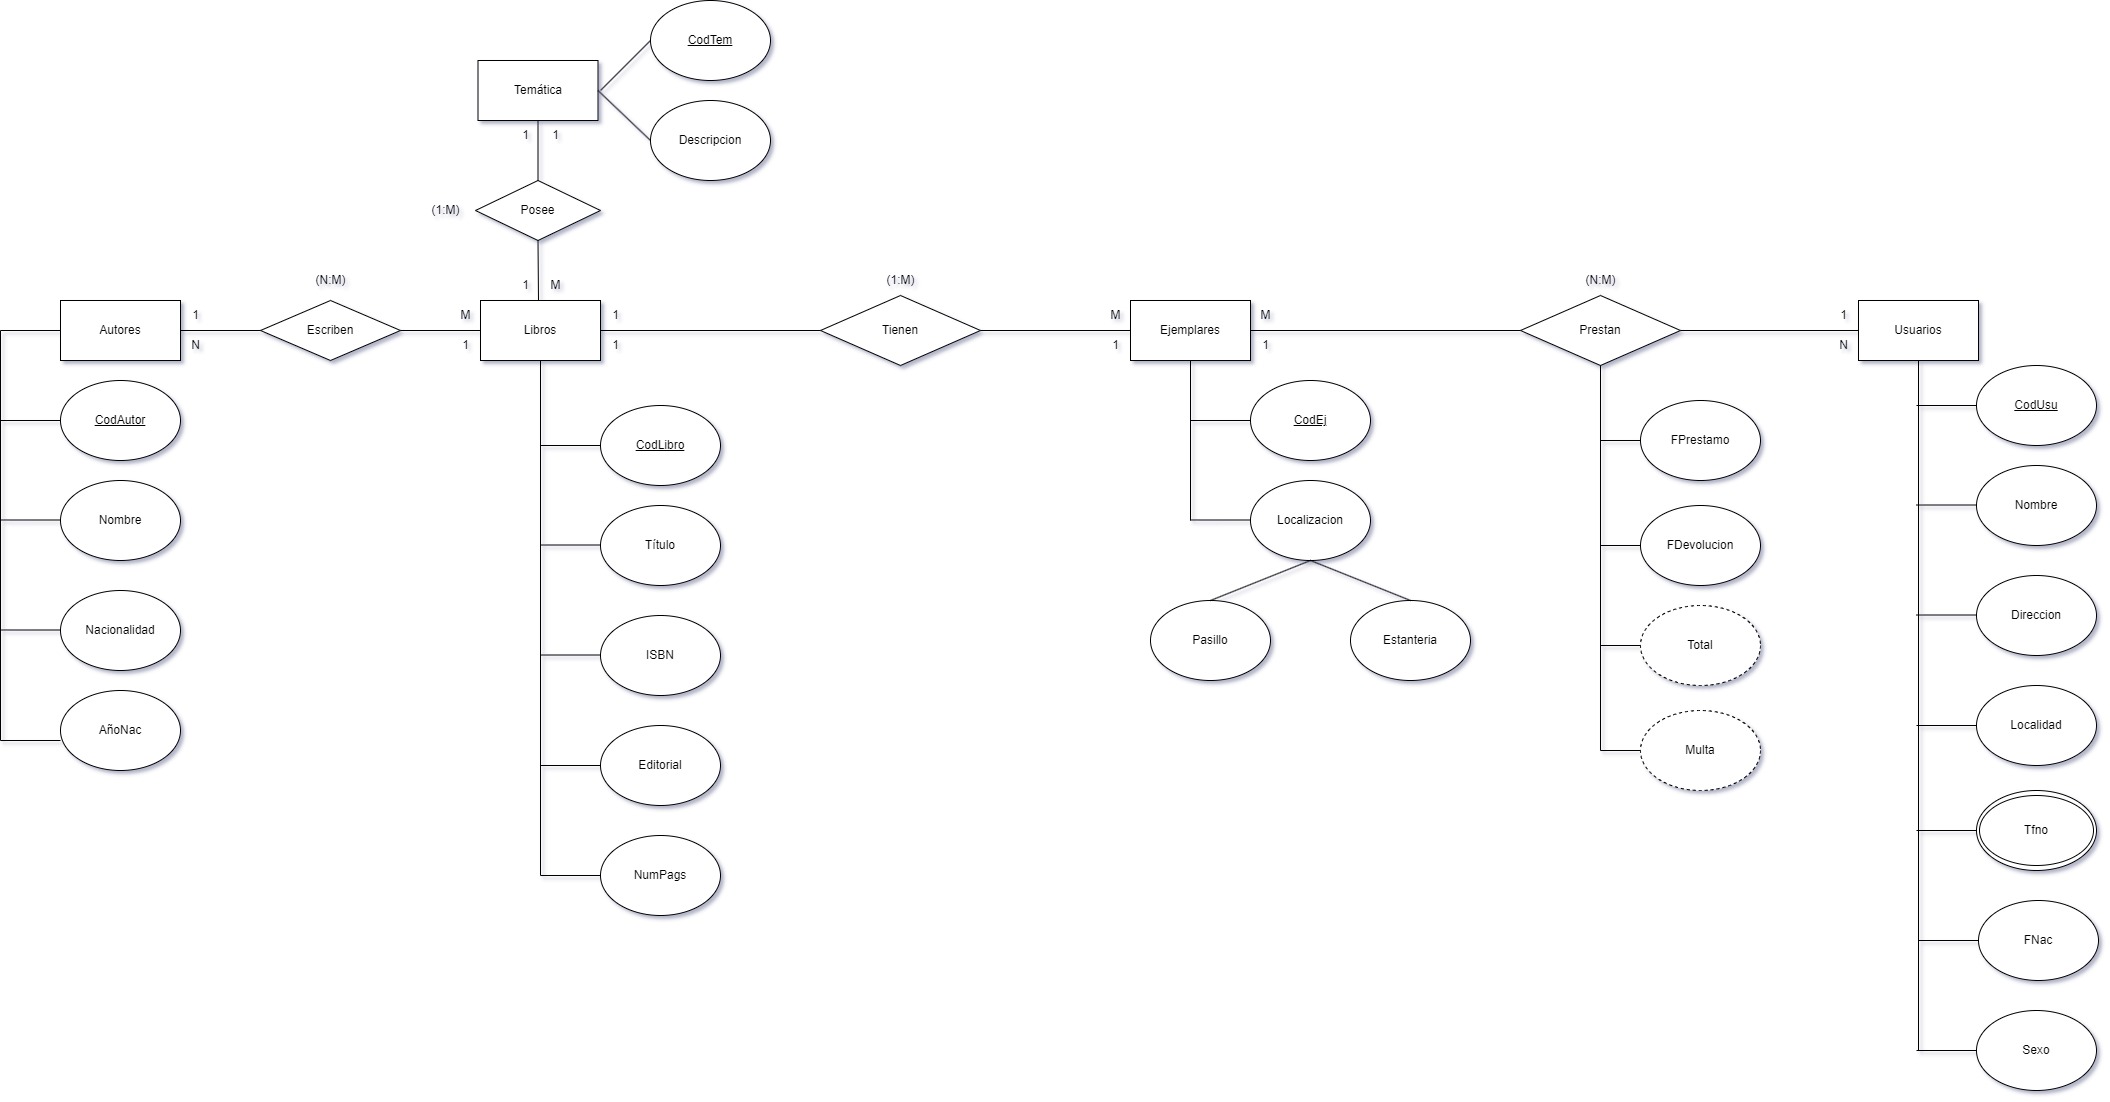 CodTem
Temática
Descripcion
1 1
Posee
(1:M)
1 M
(N:M)
(1:M)
(N:M)
Autores
1
N
Escriben
M
1
Libros
1
1
Tienen
M
1
Ejemplares
M
1
Prestan
1
N
Usuarios
CodAutor
Nombre
Nacionalidad
AñoNac
CodLibro
Título
ISBN
Editorial
NumPags
CodEj
Localizacion
Pasillo
Estanteria
FPrestamo
FDevolucion
Total
Multa
CodUsu
Nombre
Direccion
Localidad
Tfno
FNac
Sexo